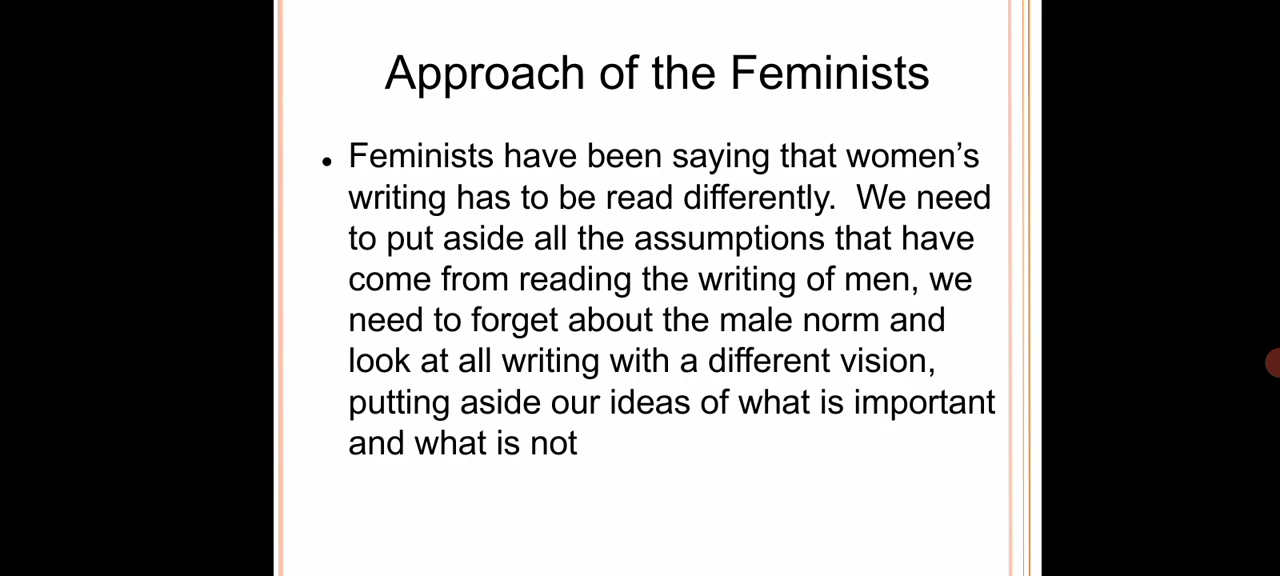 Approach of the Feminists
• Feminists have been saying that women’s
writing has to be read differently.  We need
to put aside all the assumptions that have
come from reading the writing of men, we
need to forget about the male norm and
look at all writing with a different vision,
putting aside our ideas of what is important
and what is not